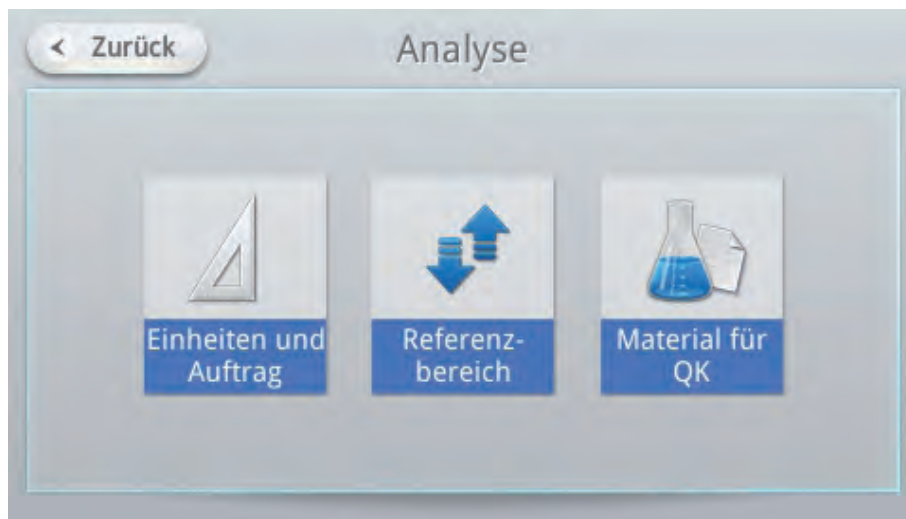 Zurück
Analyse
Einheiten und
Auftrag
Referenz-
bereich
Material für
QK